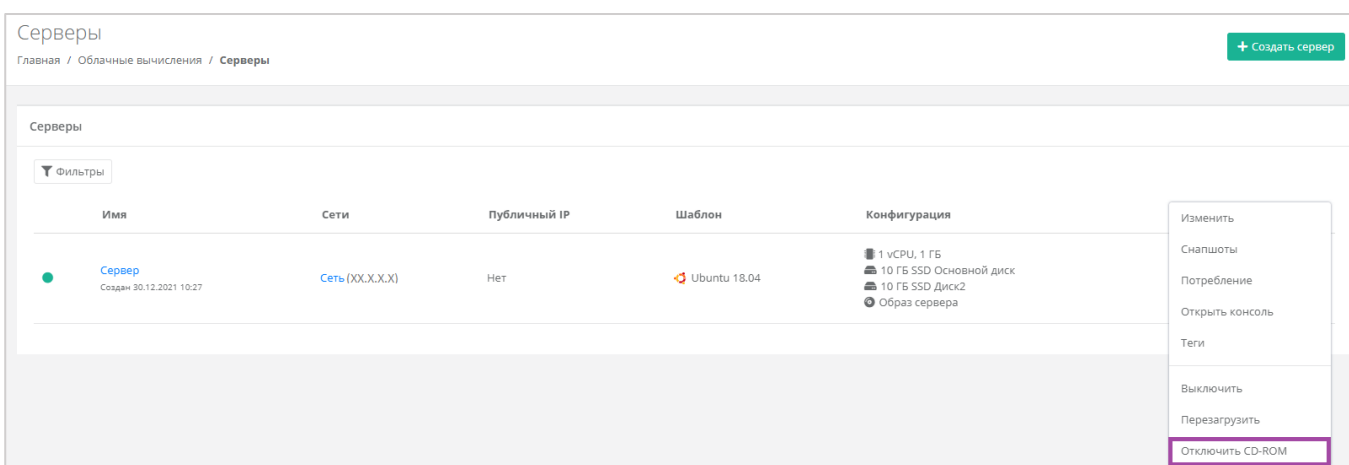 Серверы
+ Создать сервер
Главная / Облачные вычисления / Серверы
Серверы
Фильтры
Имя Сети Публичный IP Шаблон Конфигурация
Сервер
Создан 30.12.2021 10:27
Сеть (XX.X.X.X)
Нет
Ubuntu 18.04
1 vCPU, 1 ГБ
10 ГБ SSD Основной диск
10 ГБ SSD Диск2
Образ сервера
Изменить
Снапшоты
Потребление
Открыть консоль
Теги
Выключить
Перезагрузить
Отключить CD-ROM